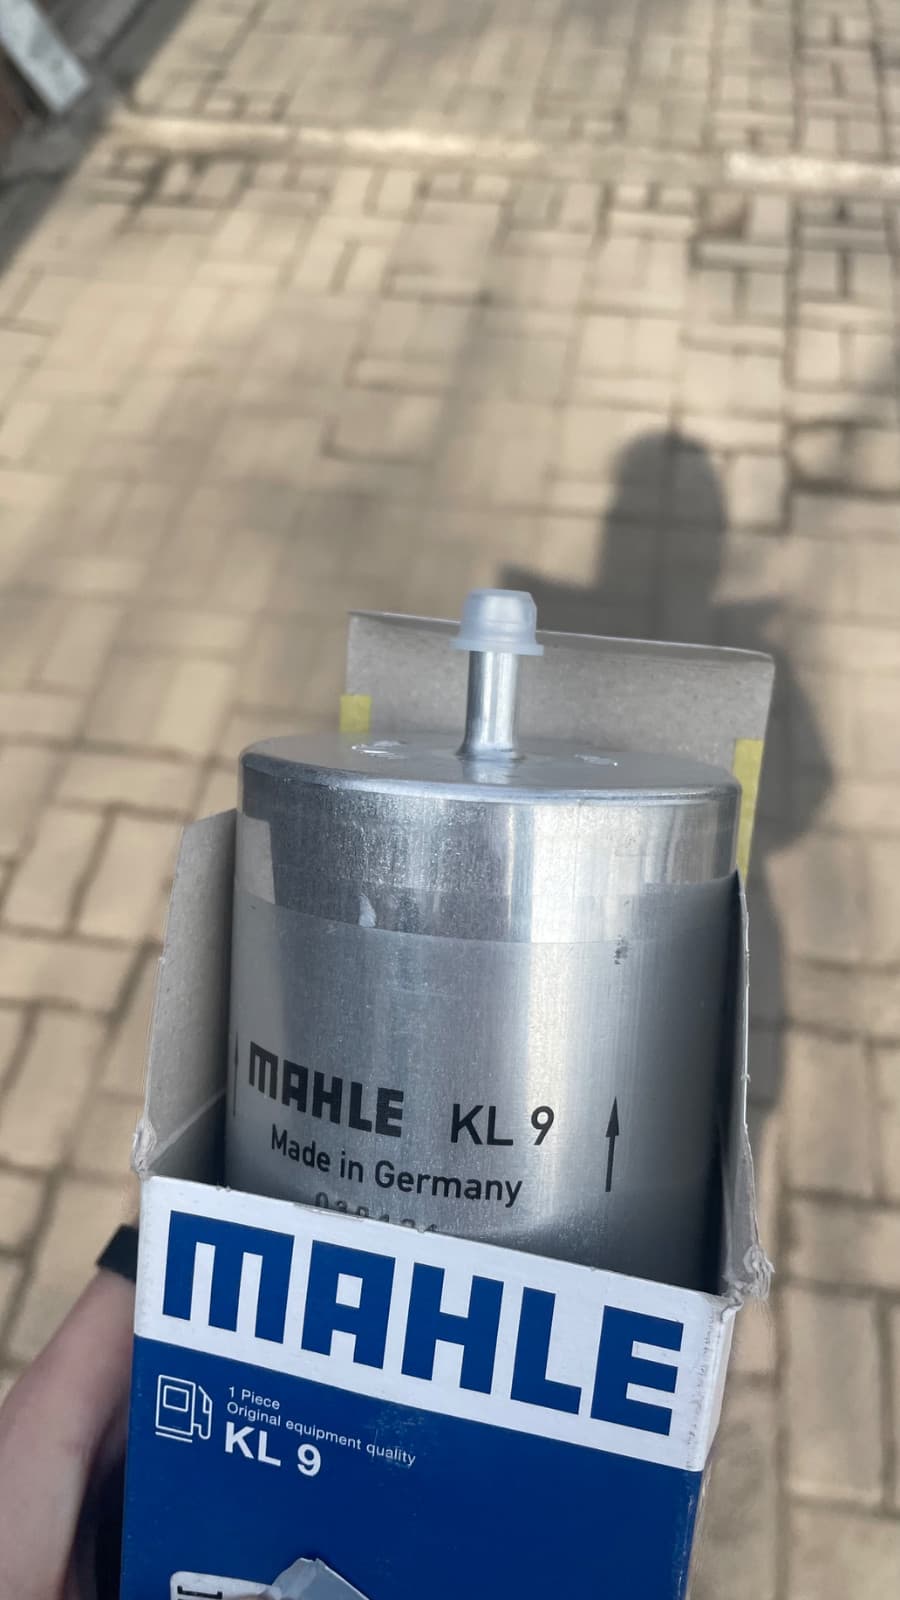 MAHLE KL 9
Made in Germany
MAHLE
1 Piece
Original equipment quality
KL 9